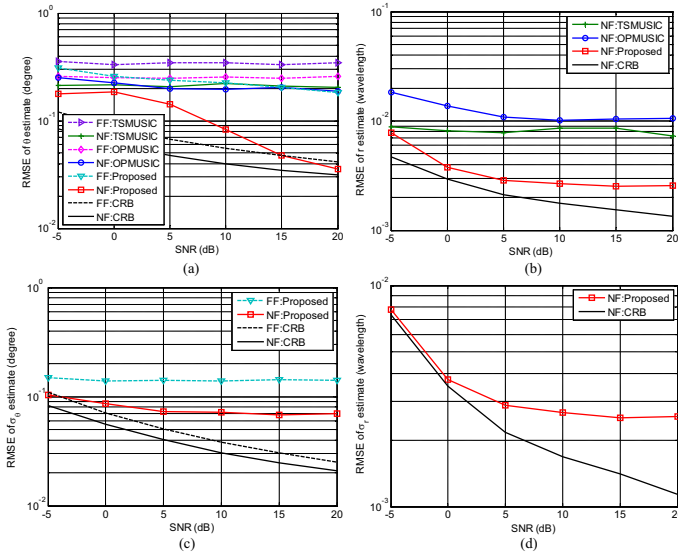 10^0
10^-1
10^-2
RMSE of θ estimate (degree)
FF:TSMUSIC
NF:TSMUSIC
FF:OPMUSIC
NF:OPMUSIC
FF:Proposed
NF:Proposed
FF:CRB
NF:CRB
-5 0 5 10 15 20
SNR (dB)
(a)
10^-1
10^-2
10^-3
RMSE of r estimate (wavelength)
NF:TSMUSIC
NF:OPMUSIC
NF:Proposed
NF:CRB
-5 0 5 10 15 20
SNR (dB)
(b)
10^0
10^-1
10^-2
RMSE of σ_θ estimate (degree)
FF:Proposed
NF:Proposed
FF:CRB
NF:CRB
-5 0 5 10 15 20
SNR (dB)
(c)
10^-2
10^-3
RMSE of σ_r estimate (wavelength)
NF:Proposed
NF:CRB
-5 0 5 10 15 20
SNR (dB)
(d)